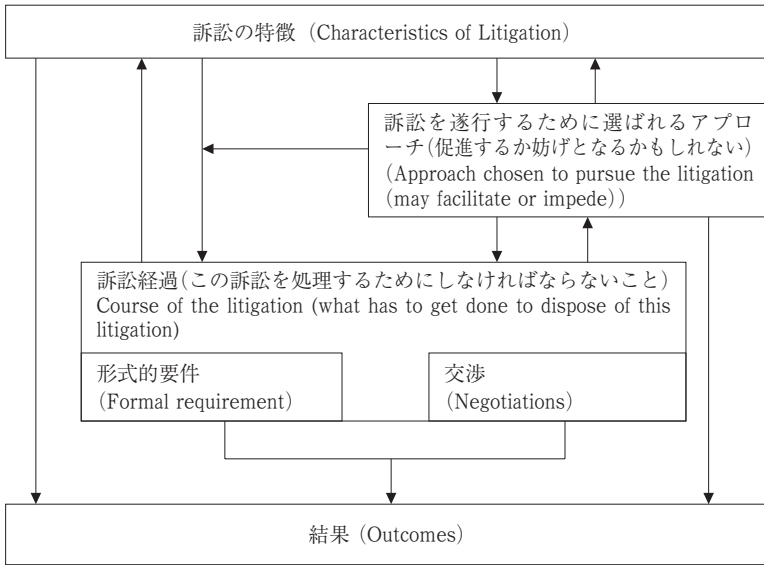 訴訟の特徴（Characteristics of Litigation）
訴訟を遂行するために選ばれるアプロ
ーチ（促進するか妨げとなるかもしれない）
（Approach chosen to pursue the litigation
(may facilitate or impede)）
訴訟経過（この訴訟を処理するためにしなければならないこと）
Course of the litigation (what has to get done to dispose of this
litigation)
形式的要件
（Formal requirement）
交渉
（Negotiations）
結果（Outcomes）